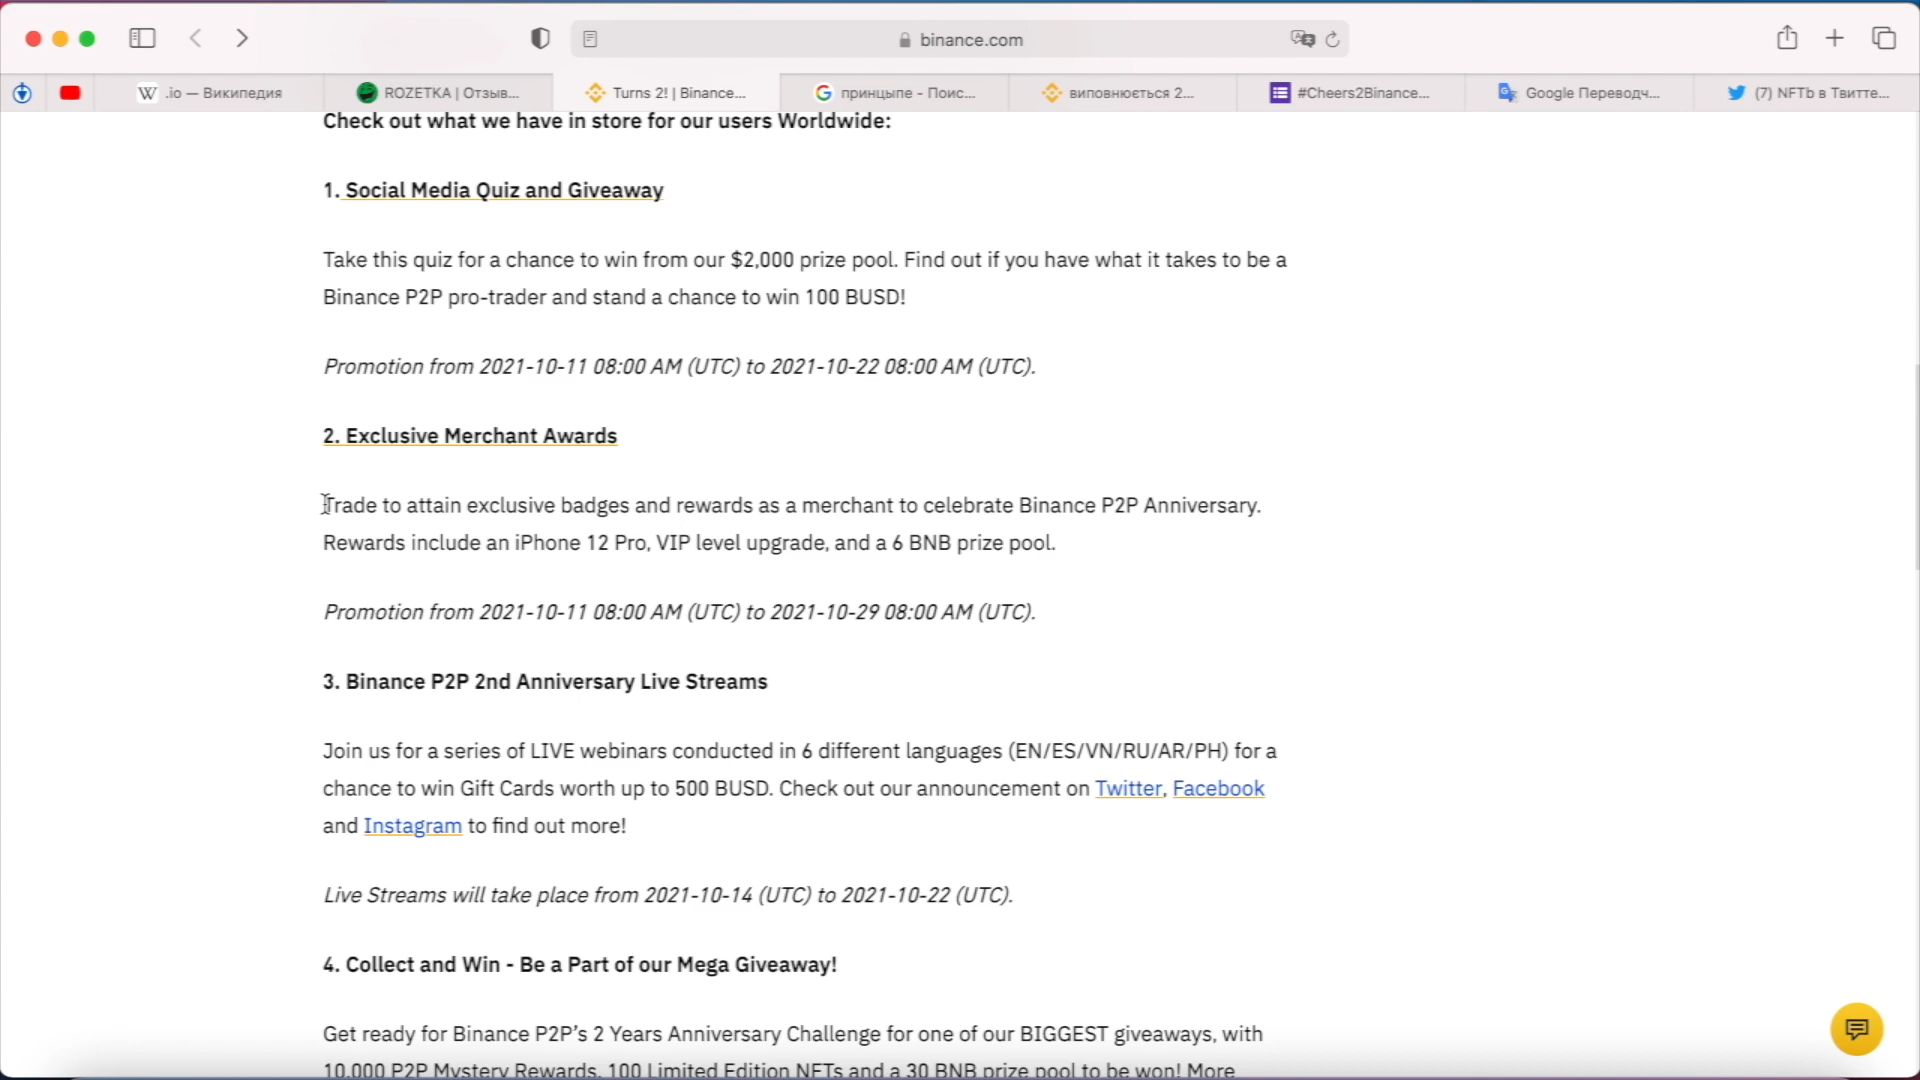 binance.com
.io — Википедия
ROZETKA | Отзыв...
Turns 2! | Binance...
принцыпе - Поис...
виповнюється 2...
#Cheers2Binance...
Google Переводч...
(7) NFTb в Твитте...
Check out what we have in store for our users Worldwide:
1. Social Media Quiz and Giveaway
Take this quiz for a chance to win from our $2,000 prize pool. Find out if you have what it takes to be a
Binance P2P pro-trader and stand a chance to win 100 BUSD!
Promotion from 2021-10-11 08:00 AM (UTC) to 2021-10-22 08:00 AM (UTC).
2. Exclusive Merchant Awards
Trade to attain exclusive badges and rewards as a merchant to celebrate Binance P2P Anniversary.
Rewards include an iPhone 12 Pro, VIP level upgrade, and a 6 BNB prize pool.
Promotion from 2021-10-11 08:00 AM (UTC) to 2021-10-29 08:00 AM (UTC).
3. Binance P2P 2nd Anniversary Live Streams
Join us for a series of LIVE webinars conducted in 6 different languages (EN/ES/VN/RU/AR/PH) for a
chance to win Gift Cards worth up to 500 BUSD. Check out our announcement on Twitter, Facebook
and Instagram to find out more!
Live Streams will take place from 2021-10-14 (UTC) to 2021-10-22 (UTC).
4. Collect and Win - Be a Part of our Mega Giveaway!
Get ready for Binance P2P’s 2 Years Anniversary Challenge for one of our BIGGEST giveaways, with
10,000 P2P Mystery Rewards, 100 Limited Edition NFTs and a 30 BNB prize pool to be won! More